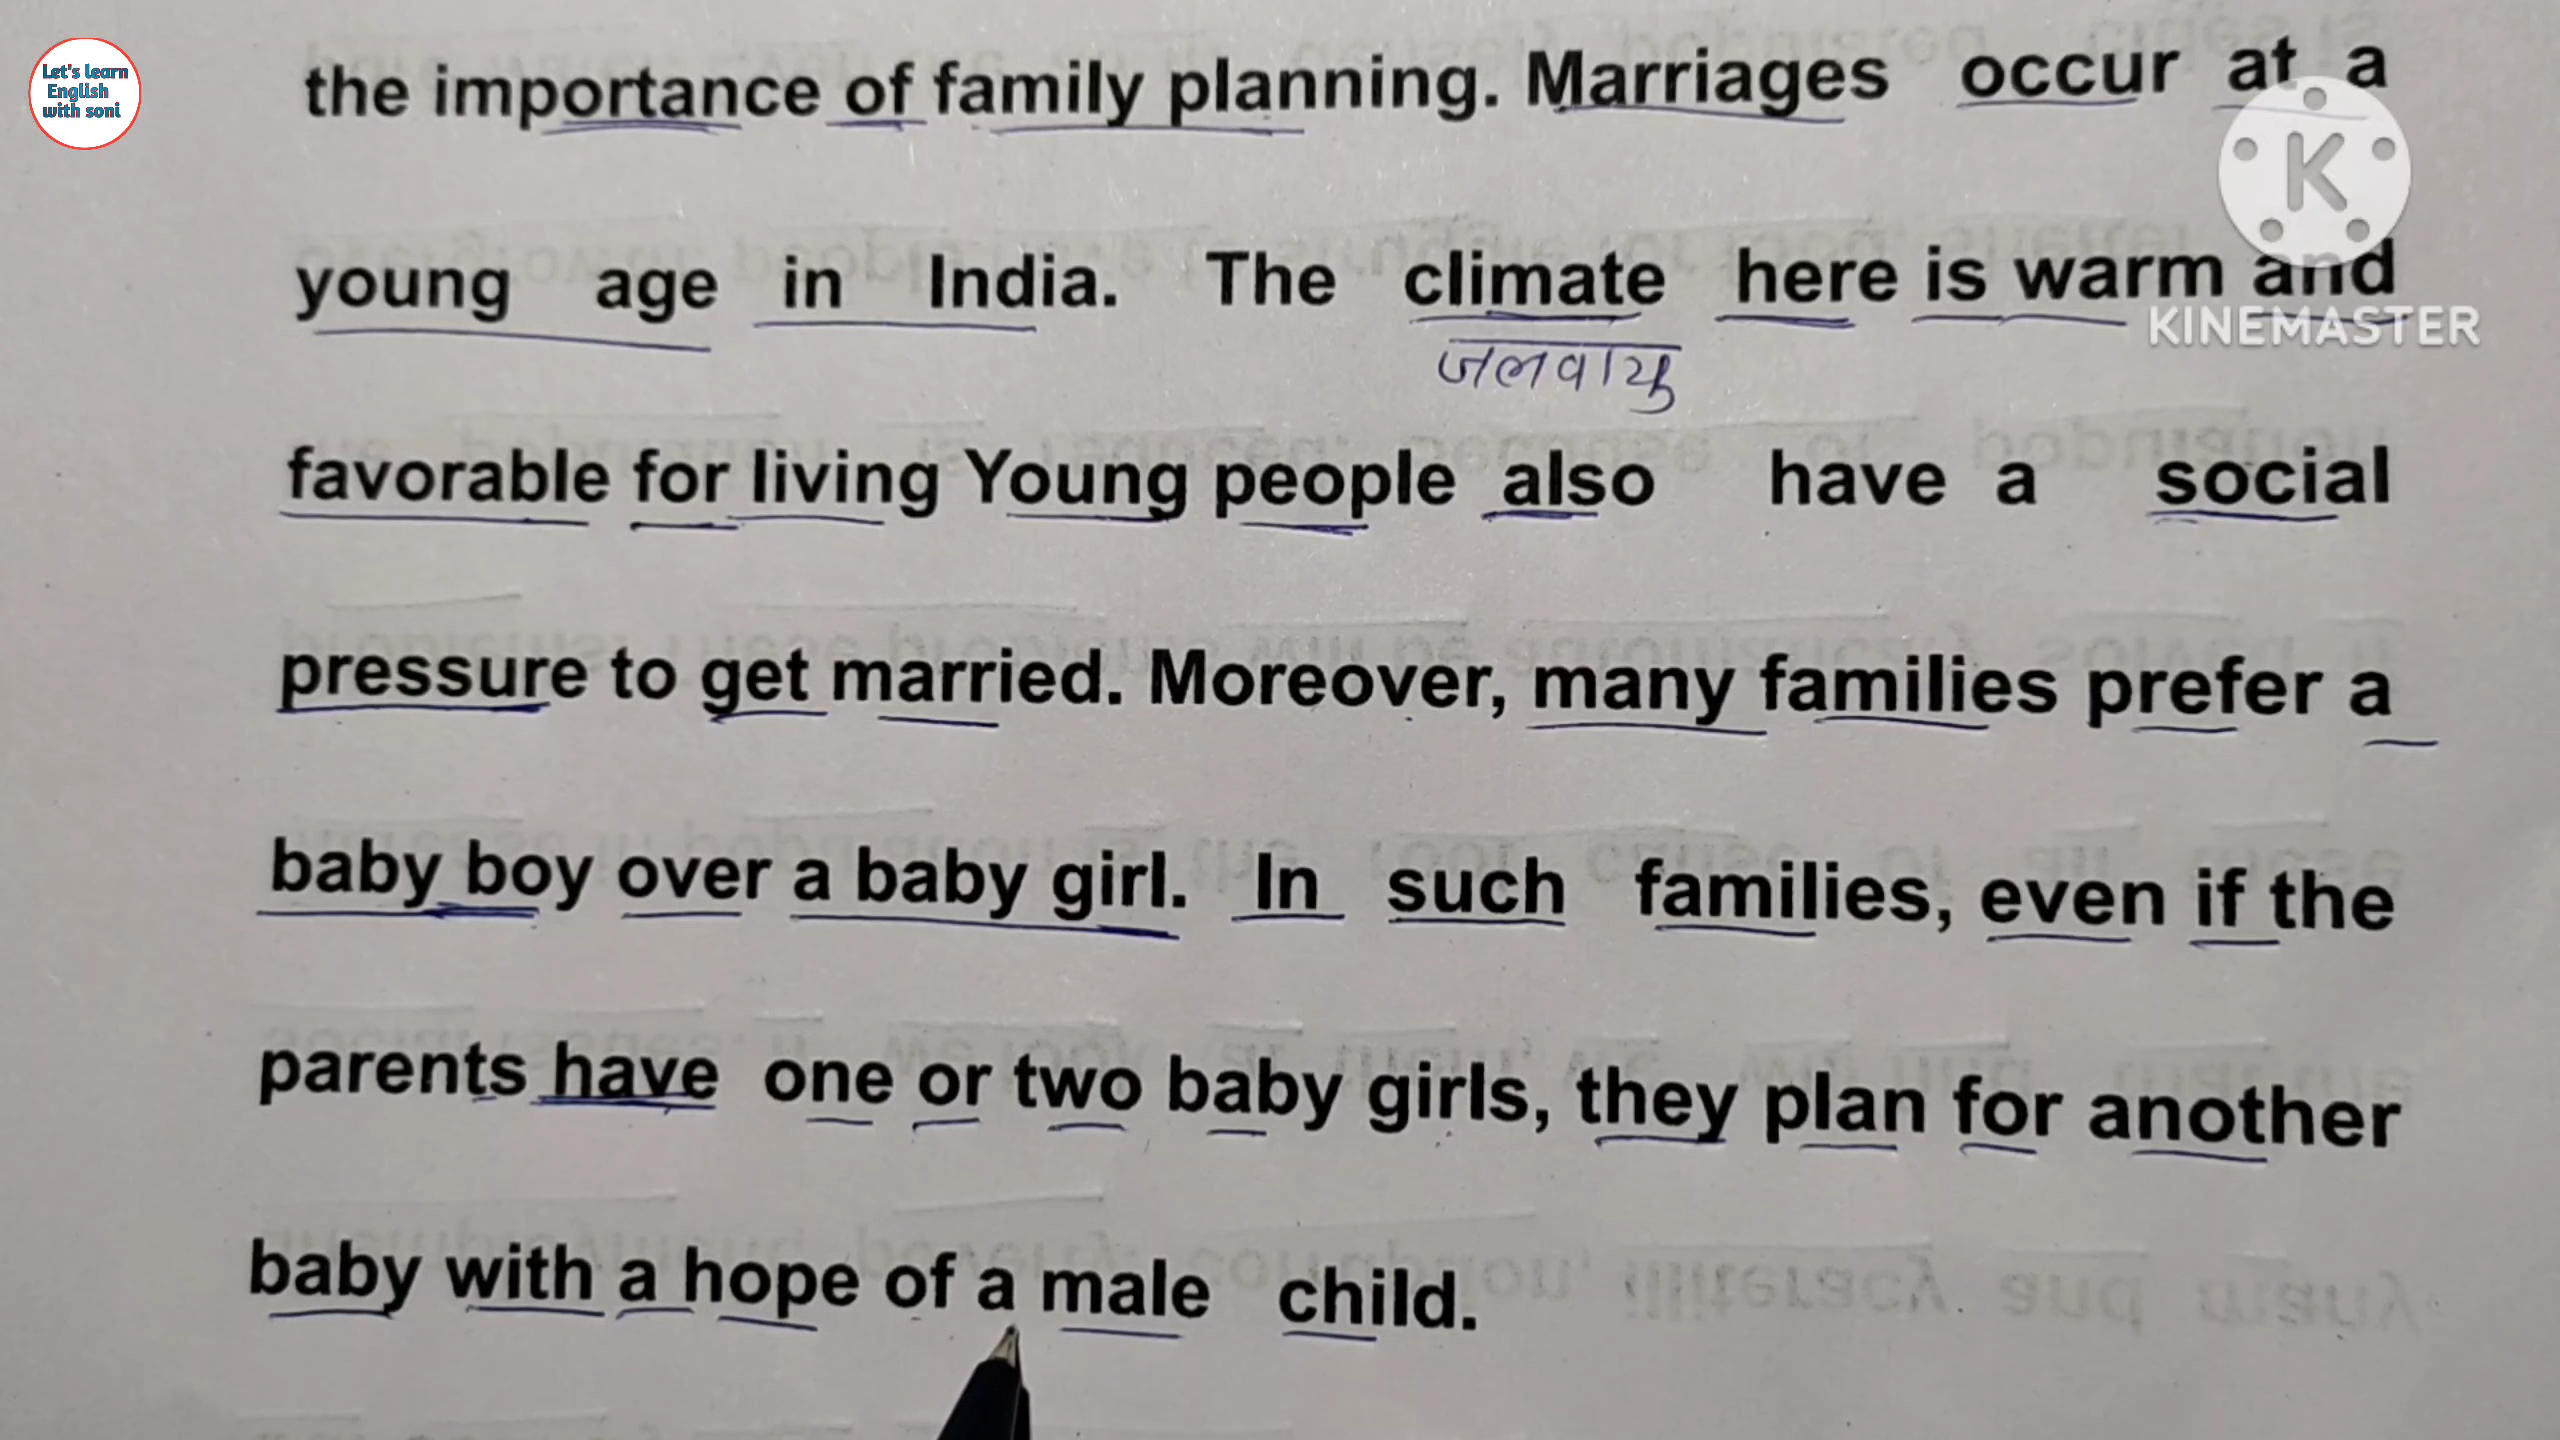 Let's learn
English
with soni
the importance of family planning. Marriages occur at a
K
young age in India. The climate here is warm and
KINEMASTER
जलवायु
favorable for living Young people also have a social
pressure to get married. Moreover, many families prefer a
baby boy over a baby girl. In such families, even if the
parents have one or two baby girls, they plan for another
baby with a hope of a male child.